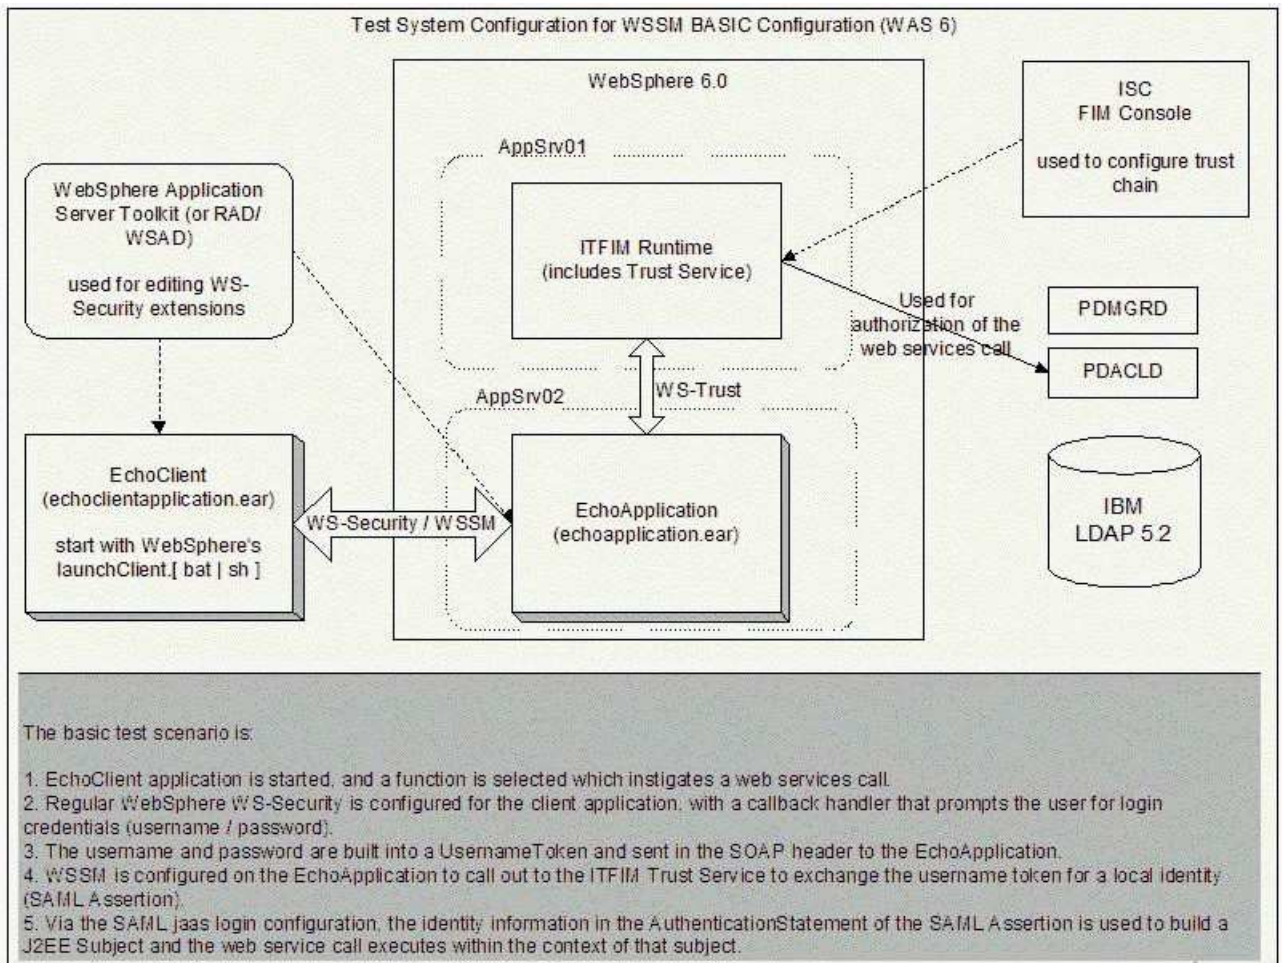 Test System Configuration for WSSM BASIC Configuration (WAS 6)
WebSphere 6.0
ISC
FIM Console
used to configure trust
chain
AppSrv01
WebSphere Application
Server Toolkit (or RAD/
WSAD)
used for editing WS-
Security extensions
ITFIM Runtime
(includes Trust Service)
Used for
authorization of the
web services call
PDMGRD
PDACLD
WS-Trust
AppSrv02
EchoClient
(echoclientapplication.ear)
start with WebSphere's
launchClient.[ bat | sh ]
WS-Security / WSSM
EchoApplication
(echoapplication.ear)
IBM
LDAP 5.2
The basic test scenario is:
1. EchoClient application is started, and a function is selected which instigates a web services call.
2. Regular WebSphere WS-Security is configured for the client application, with a callback handler that prompts the user for login
credentials (username / password).
3. The username and password are built into a UsernameToken and sent in the SOAP header to the EchoApplication.
4. WSSM is configured on the EchoApplication to call out to the ITFIM Trust Service to exchange the username token for a local identity
(SAML Assertion).
5. Via the SAML jaas login configuration, the identity information in the AuthenticationStatement of the SAML Assertion is used to build a
J2EE Subject and the web service call executes within the context of that subject.